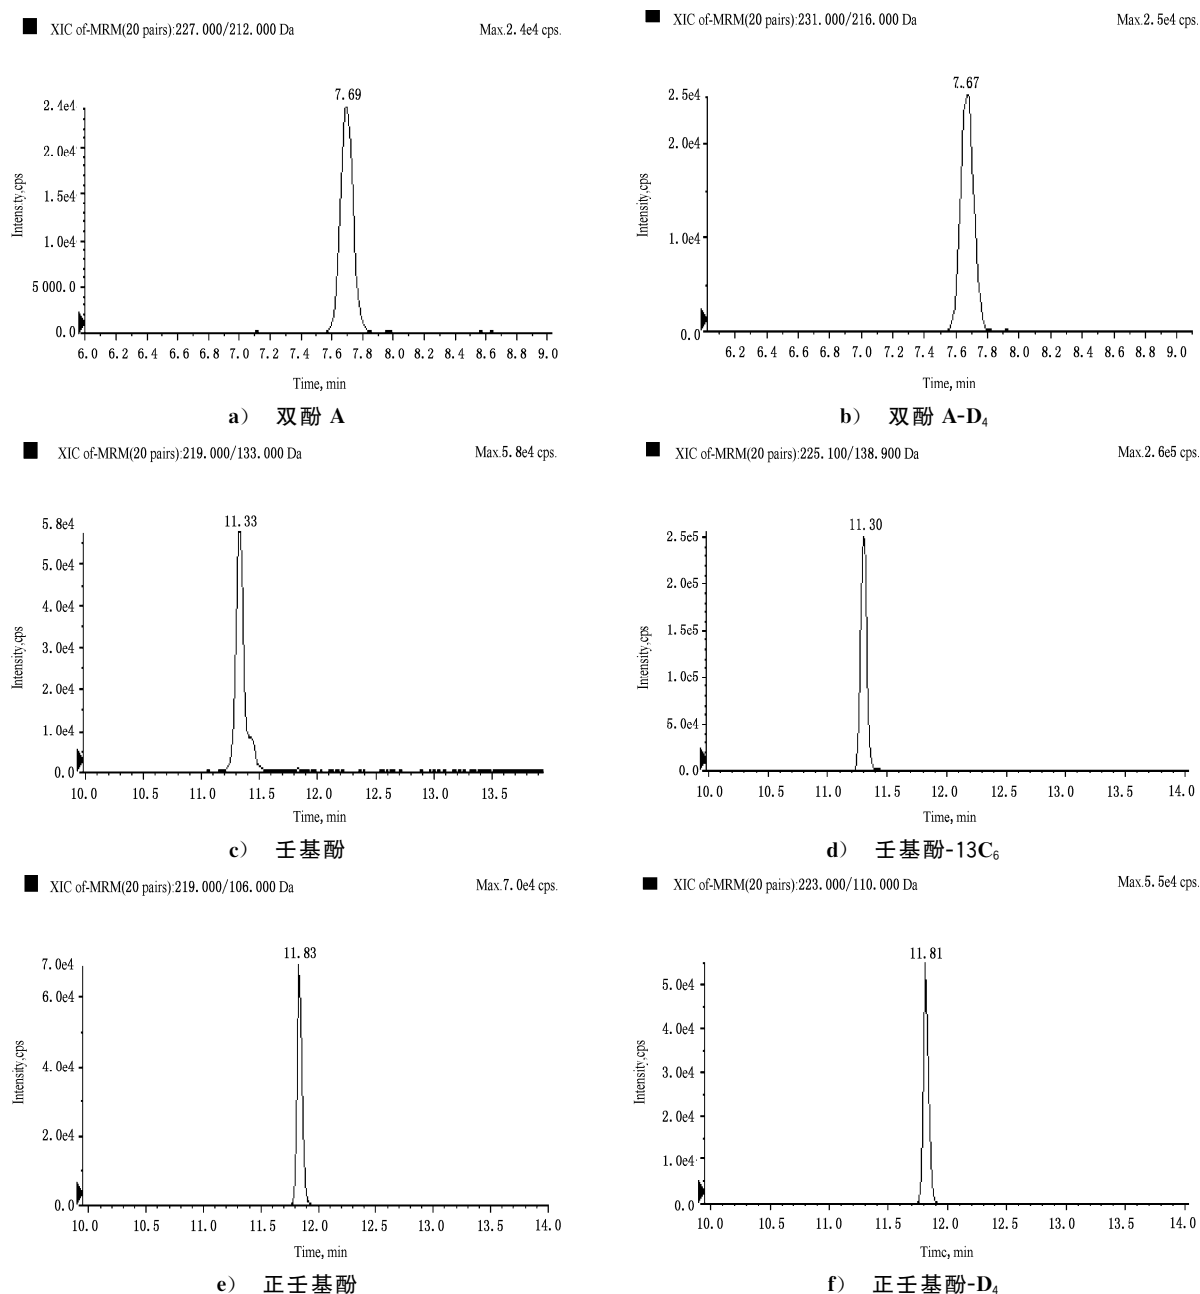 XIC of-MRM(20 pairs):227.000/212.000 Da Max.2.4e4 cps.
7.69
2.4e4
2.0e4
1.5e4
1.0e4
5 000.0
0.0
Intensity,cps
6.0 6.2 6.4 6.6 6.8 7.0 7.2 7.4 7.6 7.8 8.0 8.2 8.4 8.6 8.8 9.0
Time, min
a） 双酚 A
XIC of-MRM(20 pairs):231.000/216.000 Da Max.2.5e4 cps.
7.67
2.5e4
2.0e4
1.0e4
0.0
Intensity,cps
6.2 6.4 6.6 6.8 7.0 7.2 7.4 7.6 7.8 8.0 8.2 8.4 8.6 8.8 9.0
Time, min
b） 双酚 A-D₄
XIC of-MRM(20 pairs):219.000/133.000 Da Max.5.8e4 cps.
11.33
5.8e4
5.0e4
4.0e4
3.0e4
2.0e4
1.0e4
0.0
Intensity,cps
10.0 10.5 11.0 11.5 12.0 12.5 13.0 13.5
Time, min
c） 壬基酚
XIC of-MRM(20 pairs):225.100/138.900 Da Max.2.6e5 cps.
11.30
2.5e5
2.0e5
1.5e5
1.0e5
5.0e4
0.0
Intensity,cps
10.0 10.5 11.0 11.5 12.0 12.5 13.0 13.5 14.0
Time, min
d） 壬基酚-13C₆
XIC of-MRM(20 pairs):219.000/106.000 Da Max.7.0e4 cps.
11.83
7.0e4
6.0e4
4.0e4
2.0e4
0.0
Intensity,cps
10.0 10.5 11.0 11.5 12.0 12.5 13.0 13.5 14.0
Time, min
e） 正壬基酚
XIC of-MRM(20 pairs):223.000/110.000 Da Max.5.5e4 cps.
11.81
5.0e4
4.0e4
3.0e4
2.0e4
1.0e4
0.0
Intensity,cps
10.0 10.5 11.0 11.5 12.0 12.5 13.0 13.5 14.0
Time, min
f） 正壬基酚-D₄